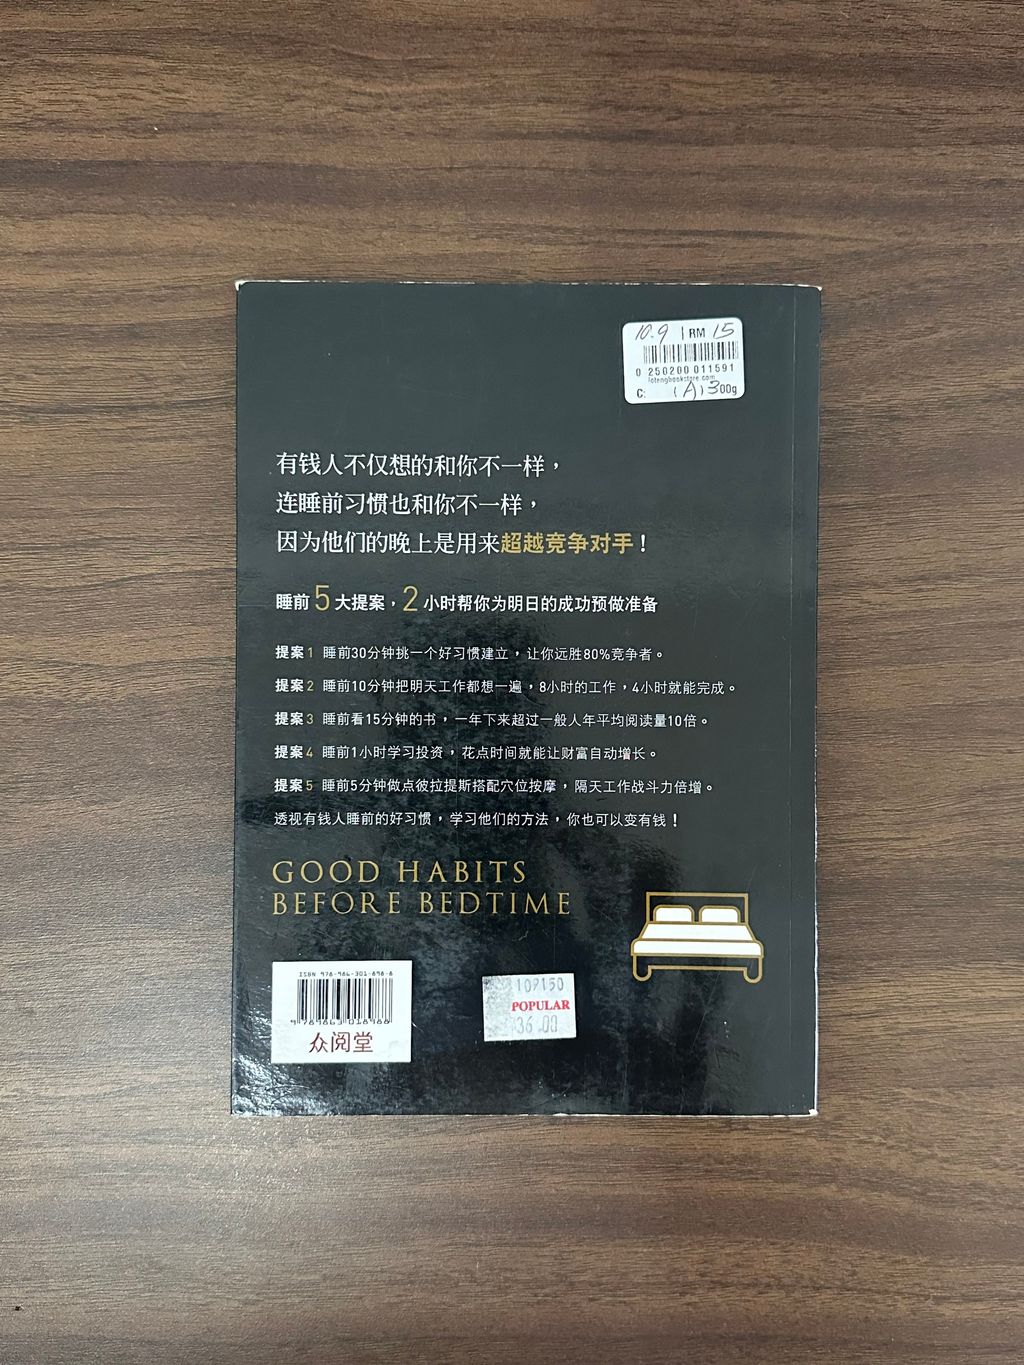 10.9 | RM 15
0 250200 011591
lotengbookstore.com
C: (A) 300g
有钱人不仅想的和你不一样，
连睡前习惯也和你不一样，
因为他们的晚上是用来超越竞争对手！
睡前5大提案，2小时帮你为明日的成功预做准备
提案1 睡前30分钟挑一个好习惯建立，让你远胜80%竞争者。
提案2 睡前10分钟把明天工作都想一遍，8小时的工作，4小时就能完成。
提案3 睡前看15分钟的书，一年下来超过一般人年平均阅读量10倍。
提案4 睡前1小时学习投资，花点时间就能让财富自动增长。
提案5 睡前5分钟做点彼拉提斯搭配穴位按摩，隔天工作战斗力倍增。
透视有钱人睡前的好习惯，学习他们的方法，你也可以变有钱！
GOOD HABITS
BEFORE BEDTIME
ISBN 978-986-301-898-8
9 789863 018988
众阅堂
109150
POPULAR
36.00